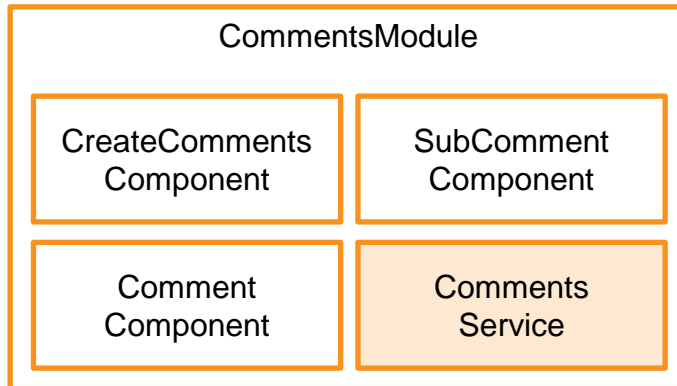 CommentsModule
CreateComments
Component
SubComment
Component
Comment
Component
Comments
Service